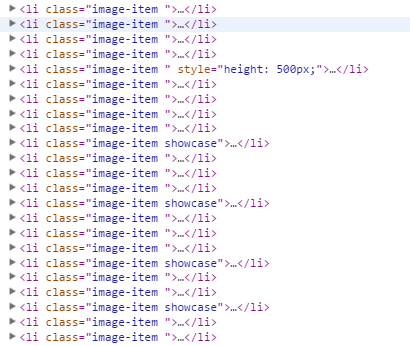 ▶<li class="image-item ">…</li>
▶<li class="image-item ">…</li>
▶<li class="image-item ">…</li>
▶<li class="image-item ">…</li>
▶<li class="image-item " style="height: 500px;">…</li>
▶<li class="image-item ">…</li>
▶<li class="image-item ">…</li>
▶<li class="image-item ">…</li>
▶<li class="image-item ">…</li>
▶<li class="image-item showcase">…</li>
▶<li class="image-item ">…</li>
▶<li class="image-item ">…</li>
▶<li class="image-item ">…</li>
▶<li class="image-item showcase">…</li>
▶<li class="image-item ">…</li>
▶<li class="image-item ">…</li>
▶<li class="image-item ">…</li>
▶<li class="image-item showcase">…</li>
▶<li class="image-item ">…</li>
▶<li class="image-item ">…</li>
▶<li class="image-item showcase">…</li>
▶<li class="image-item ">…</li>
▶<li class="image-item ">…</li>